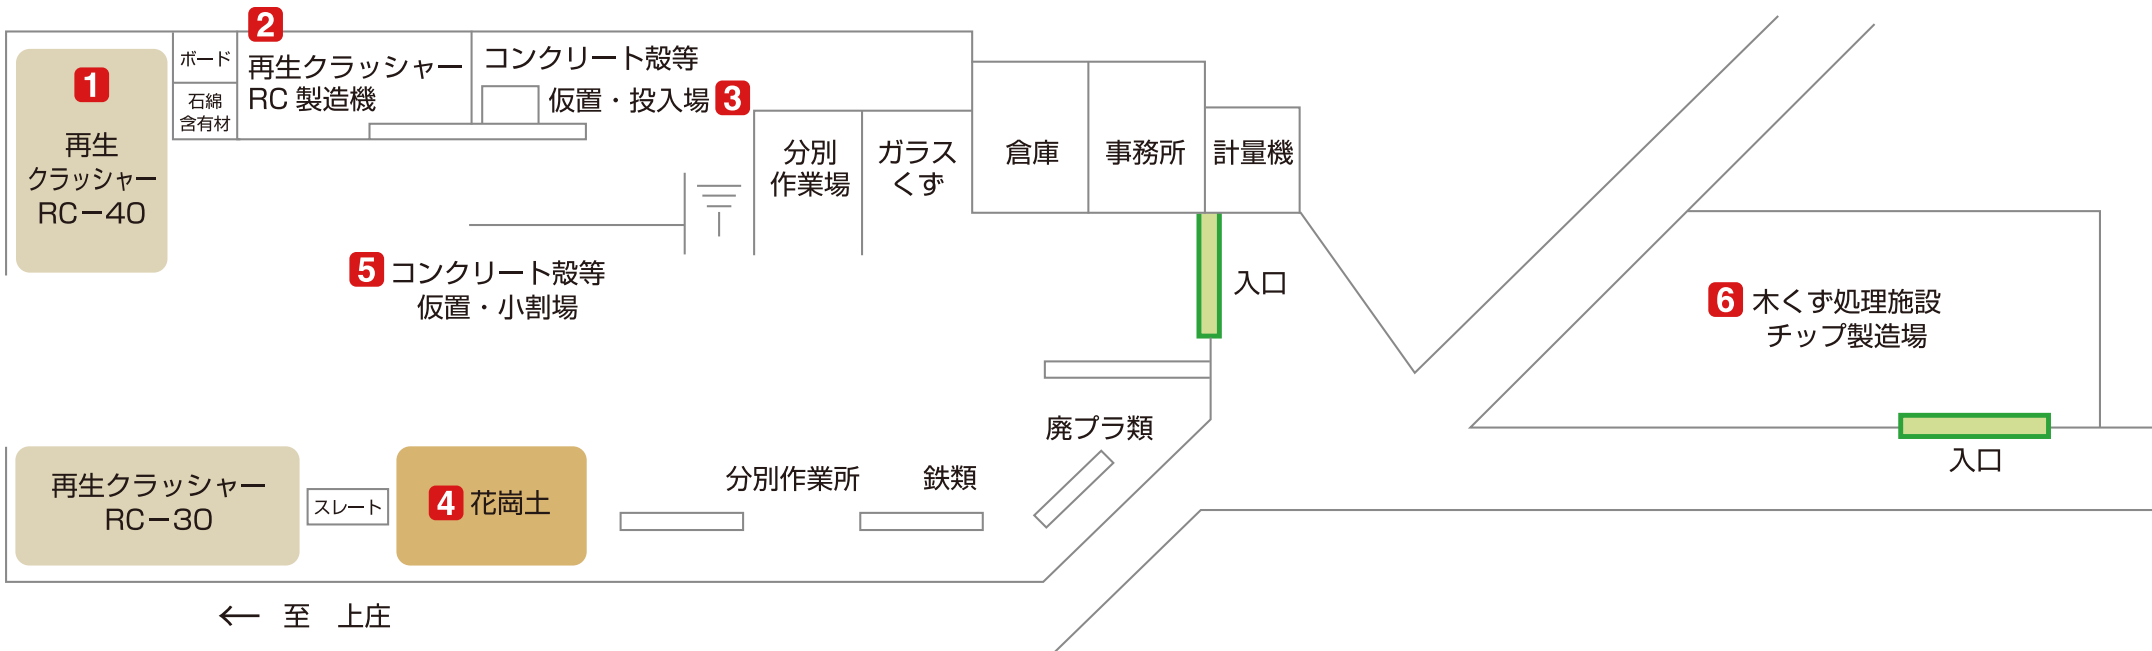 1
再生
クラッシャー
RC−40
ボード
石綿
含有材
2
再生クラッシャー
RC 製造機
コンクリート殻等
仮置・投入場 3
分別
作業場
ガラス
くず
倉庫
事務所
計量機
入口
5 コンクリート殻等
仮置・小割場
6 木くず処理施設
チップ製造場
入口
再生クラッシャー
RC−30
スレート
4 花崗土
分別作業所
鉄類
廃プラ類
← 至 上庄